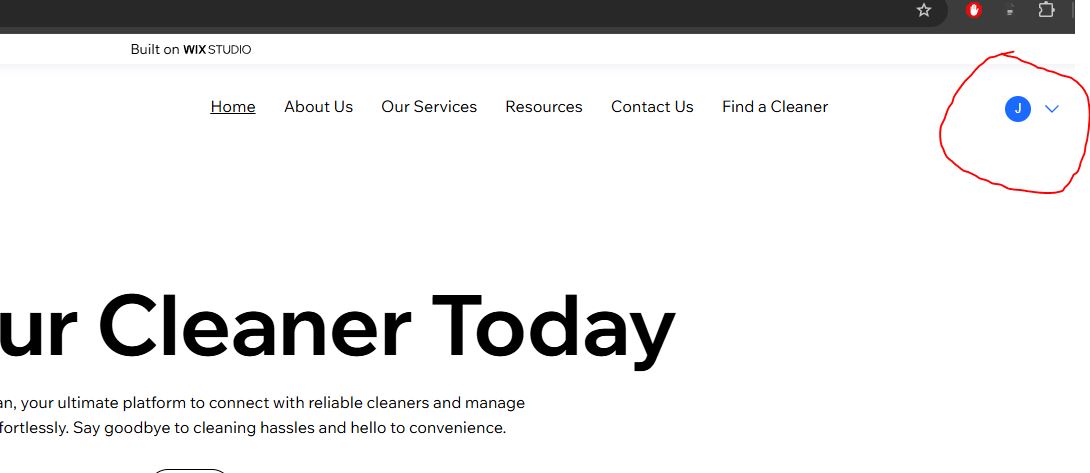 Built on WIX STUDIO
Home About Us Our Services Resources Contact Us Find a Cleaner J
ur Cleaner Today
an, your ultimate platform to connect with reliable cleaners and manage
fortlessly. Say goodbye to cleaning hassles and hello to convenience.